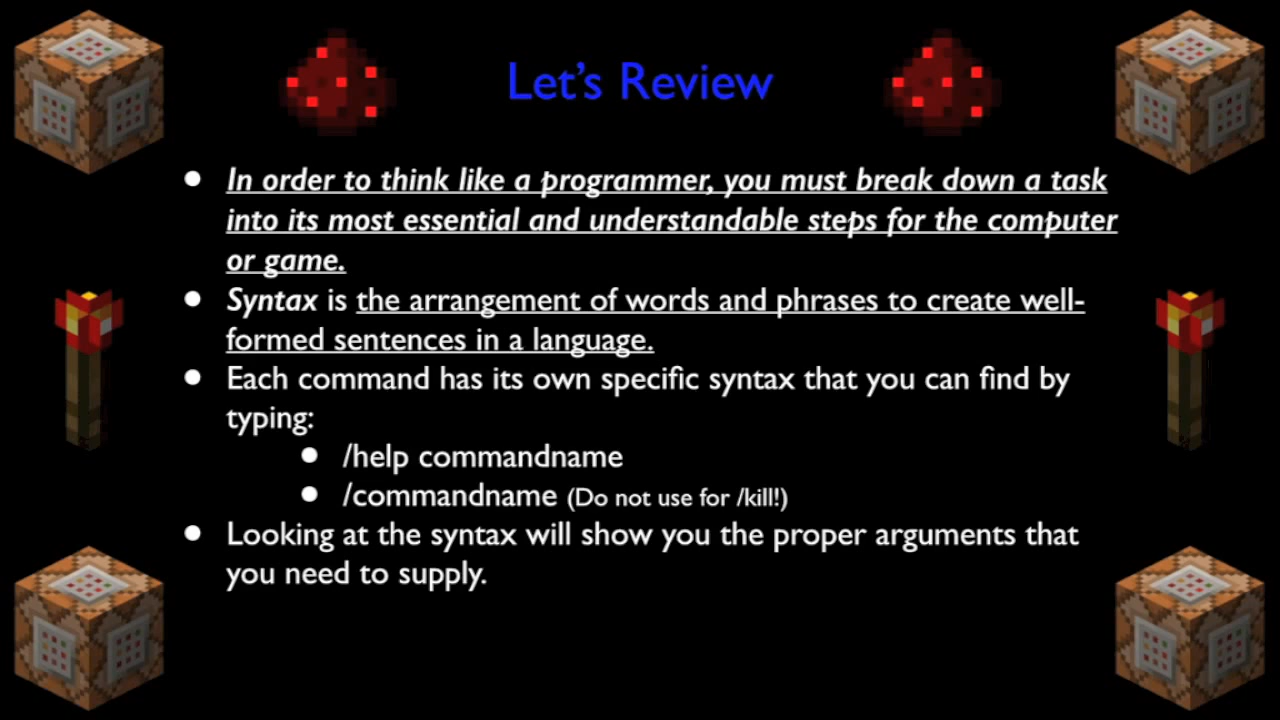 Let's Review
• In order to think like a programmer, you must break down a task
into its most essential and understandable steps for the computer
or game.
• Syntax is the arrangement of words and phrases to create well-
formed sentences in a language.
• Each command has its own specific syntax that you can find by
typing:
• /help commandname
• /commandname (Do not use for /kill!)
• Looking at the syntax will show you the proper arguments that
you need to supply.